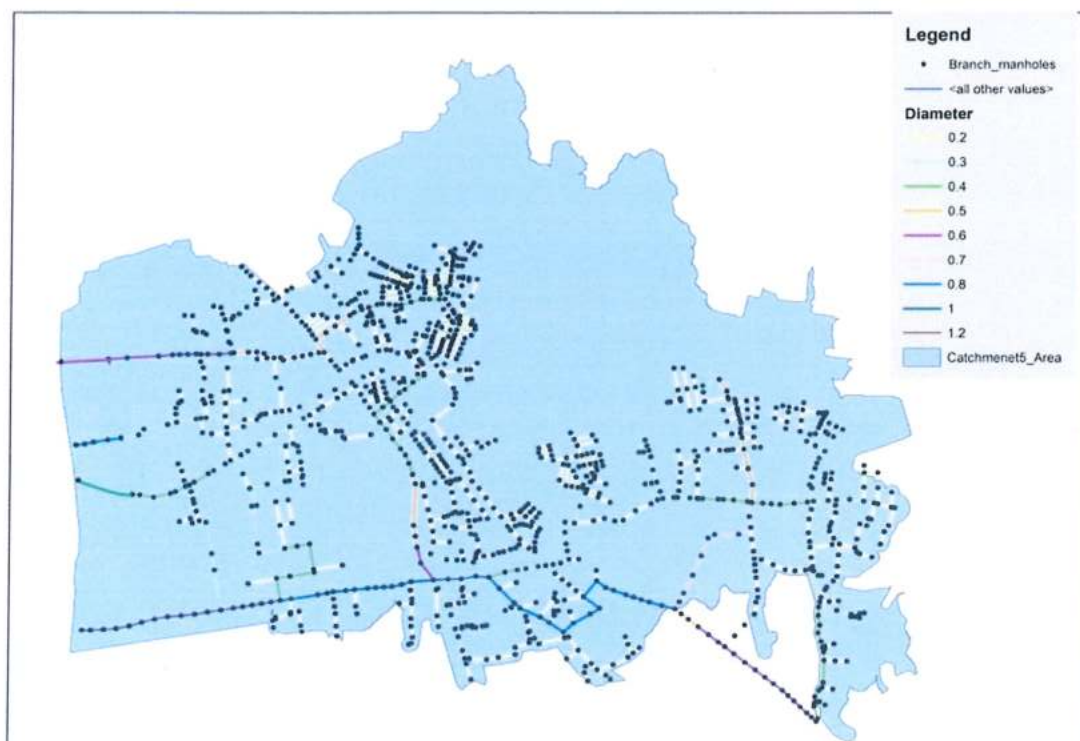 Legend
Branch_manholes
<all other values>
Diameter
0.2
0.3
0.4
0.5
0.6
0.7
0.8
1
1.2
Catchmenet5_Area